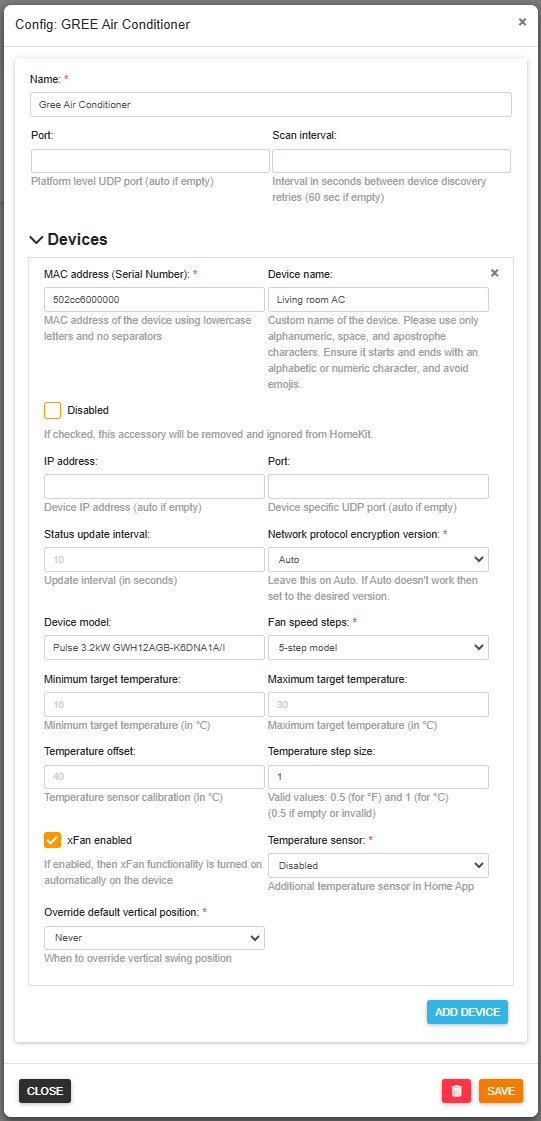 Config: GREE Air Conditioner
×
Name: *
Gree Air Conditioner
Port:
Scan interval:
Platform level UDP port (auto if empty)
Interval in seconds between device discovery
retries (60 sec if empty)
Devices
MAC address (Serial Number): *
Device name:
×
502cc6000000
Living room AC
MAC address of the device using lowercase
letters and no separators
Custom name of the device. Please use only
alphanumeric, space, and apostrophe
characters. Ensure it starts and ends with an
alphabetic or numeric character, and avoid
emojis.
Disabled
If checked, this accessory will be removed and ignored from HomeKit.
IP address:
Port:
Device IP address (auto if empty)
Device specific UDP port (auto if empty)
Status update interval:
Network protocol encryption version: *
10
Auto
Update interval (in seconds)
Leave this on Auto. If Auto doesn't work then
set to the desired version.
Device model:
Fan speed steps: *
Pulse 3.2kW GWH12AGB-K6DNA1A/I
5-step model
Minimum target temperature:
Maximum target temperature:
16
30
Minimum target temperature (in °C)
Maximum target temperature (in °C)
Temperature offset:
Temperature step size:
40
1
Temperature sensor calibration (in °C)
Valid values: 0.5 (for °F) and 1 (for °C)
(0.5 if empty or invalid)
xFan enabled
Temperature sensor: *
If enabled, then xFan functionality is turned on
automatically on the device
Disabled
Additional temperature sensor in Home App
Override default vertical position: *
Never
When to override vertical swing position
ADD DEVICE
CLOSE
SAVE